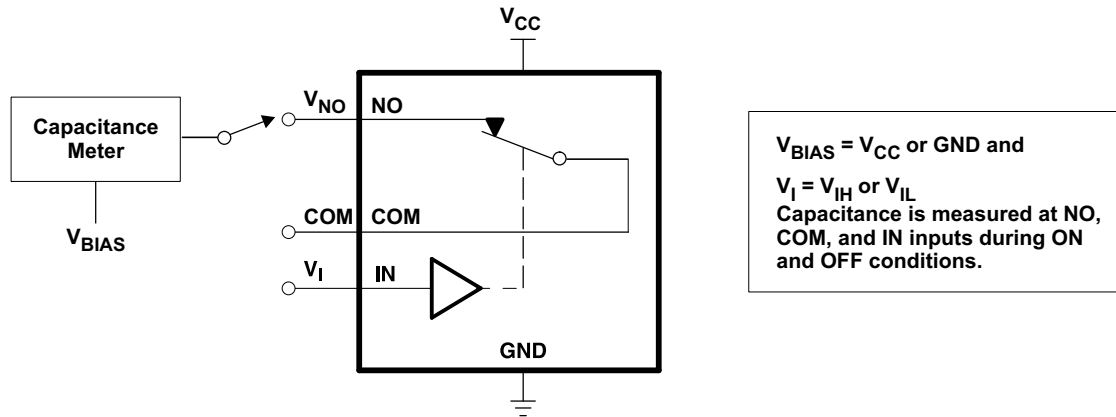 V_CC
Capacitance
Meter
V_BIAS
V_NO NO
COM COM
V_I IN
GND
V_BIAS = V_CC or GND and
V_I = V_IH or V_IL
Capacitance is measured at NO,
COM, and IN inputs during ON
and OFF conditions.